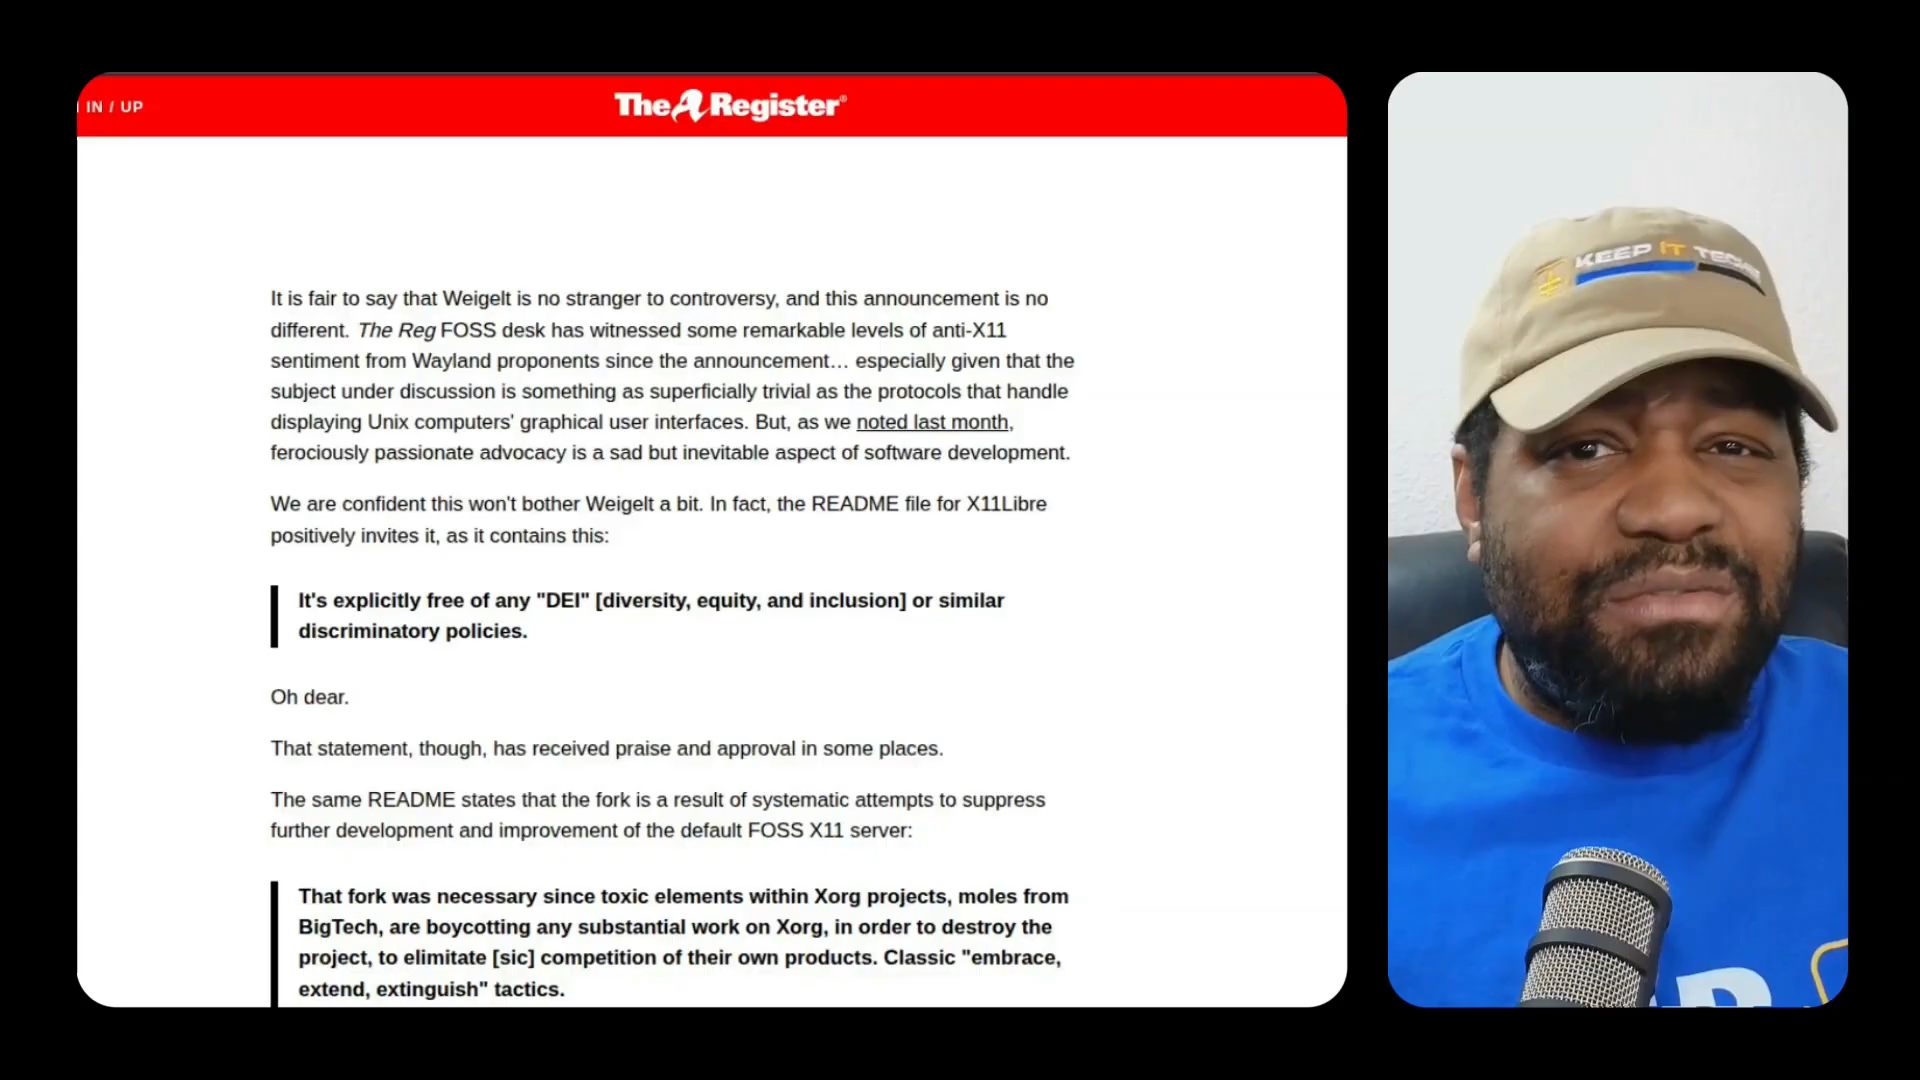 IN / UP
The Register®
KEEP IT TECHIE
It is fair to say that Weigelt is no stranger to controversy, and this announcement is no
different. The Reg FOSS desk has witnessed some remarkable levels of anti-X11
sentiment from Wayland proponents since the announcement… especially given that the
subject under discussion is something as superficially trivial as the protocols that handle
displaying Unix computers' graphical user interfaces. But, as we noted last month,
ferociously passionate advocacy is a sad but inevitable aspect of software development.
We are confident this won't bother Weigelt a bit. In fact, the README file for X11Libre
positively invites it, as it contains this:
It's explicitly free of any "DEI" [diversity, equity, and inclusion] or similar
discriminatory policies.
Oh dear.
That statement, though, has received praise and approval in some places.
The same README states that the fork is a result of systematic attempts to suppress
further development and improvement of the default FOSS X11 server:
That fork was necessary since toxic elements within Xorg projects, moles from
BigTech, are boycotting any substantial work on Xorg, in order to destroy the
project, to elimitate [sic] competition of their own products. Classic "embrace,
extend, extinguish" tactics.